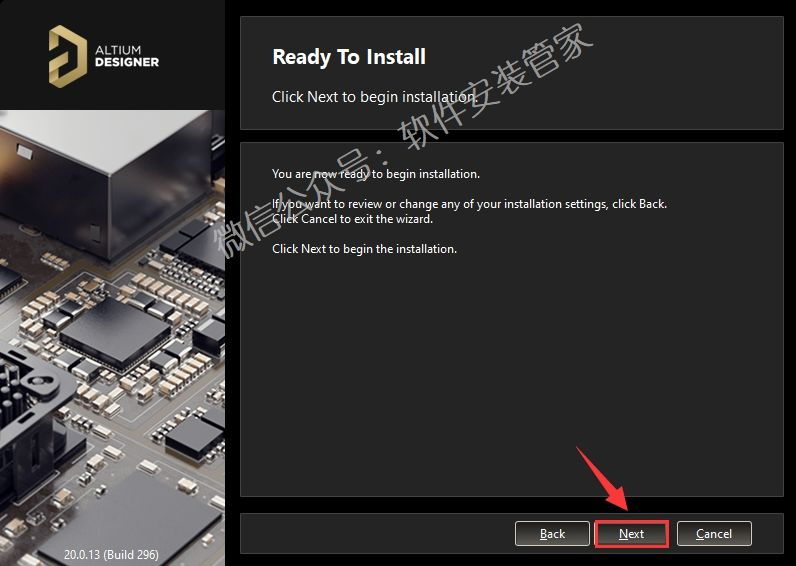 ALTIUM
DESIGNER
Ready To Install
Click Next to begin installation.
You are now ready to begin installation.
If you want to review or change any of your installation settings, click Back.
Click Cancel to exit the wizard.
Click Next to begin the installation.
微信公众号：软件安装管家
Back
Next
Cancel
20.0.13 (Build 296)